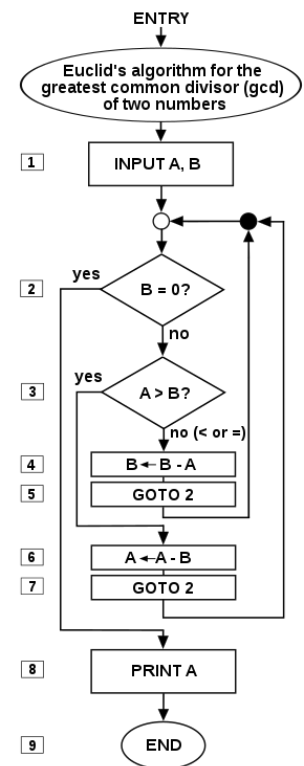 ENTRY
Euclid's algorithm for the
greatest common divisor (gcd)
of two numbers
1
INPUT A, B
2
yes
B = 0?
no
3
yes
A > B?
no (< or =)
4
B ← B - A
5
GOTO 2
6
A ← A - B
7
GOTO 2
8
PRINT A
9
END